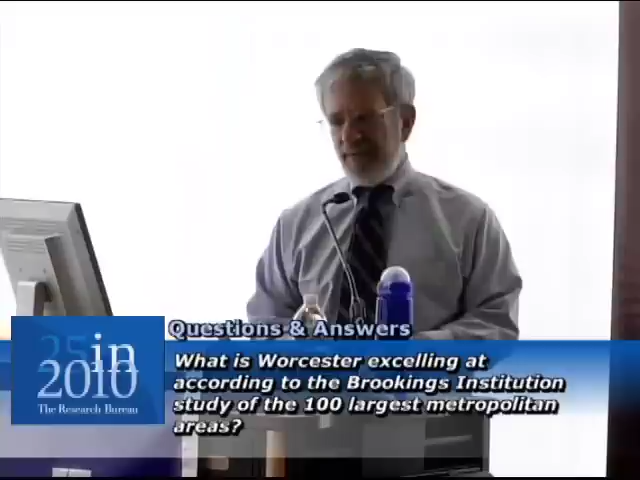 Questions & Answers
25 in
2010
The Research Bureau
What is Worcester excelling at
according to the Brookings Institution
study of the 100 largest metropolitan
areas?